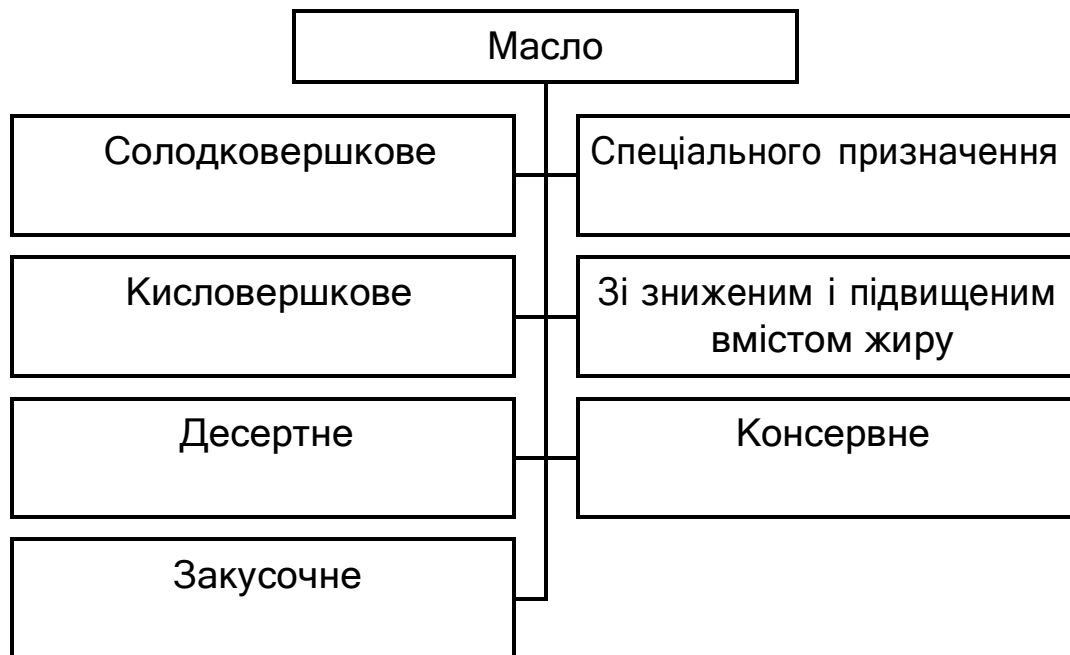 Масло
Солодковершкове
Спеціального призначення
Кисловершкове
Зі зниженим і підвищеним
вмістом жиру
Десертне
Консервне
Закусочне